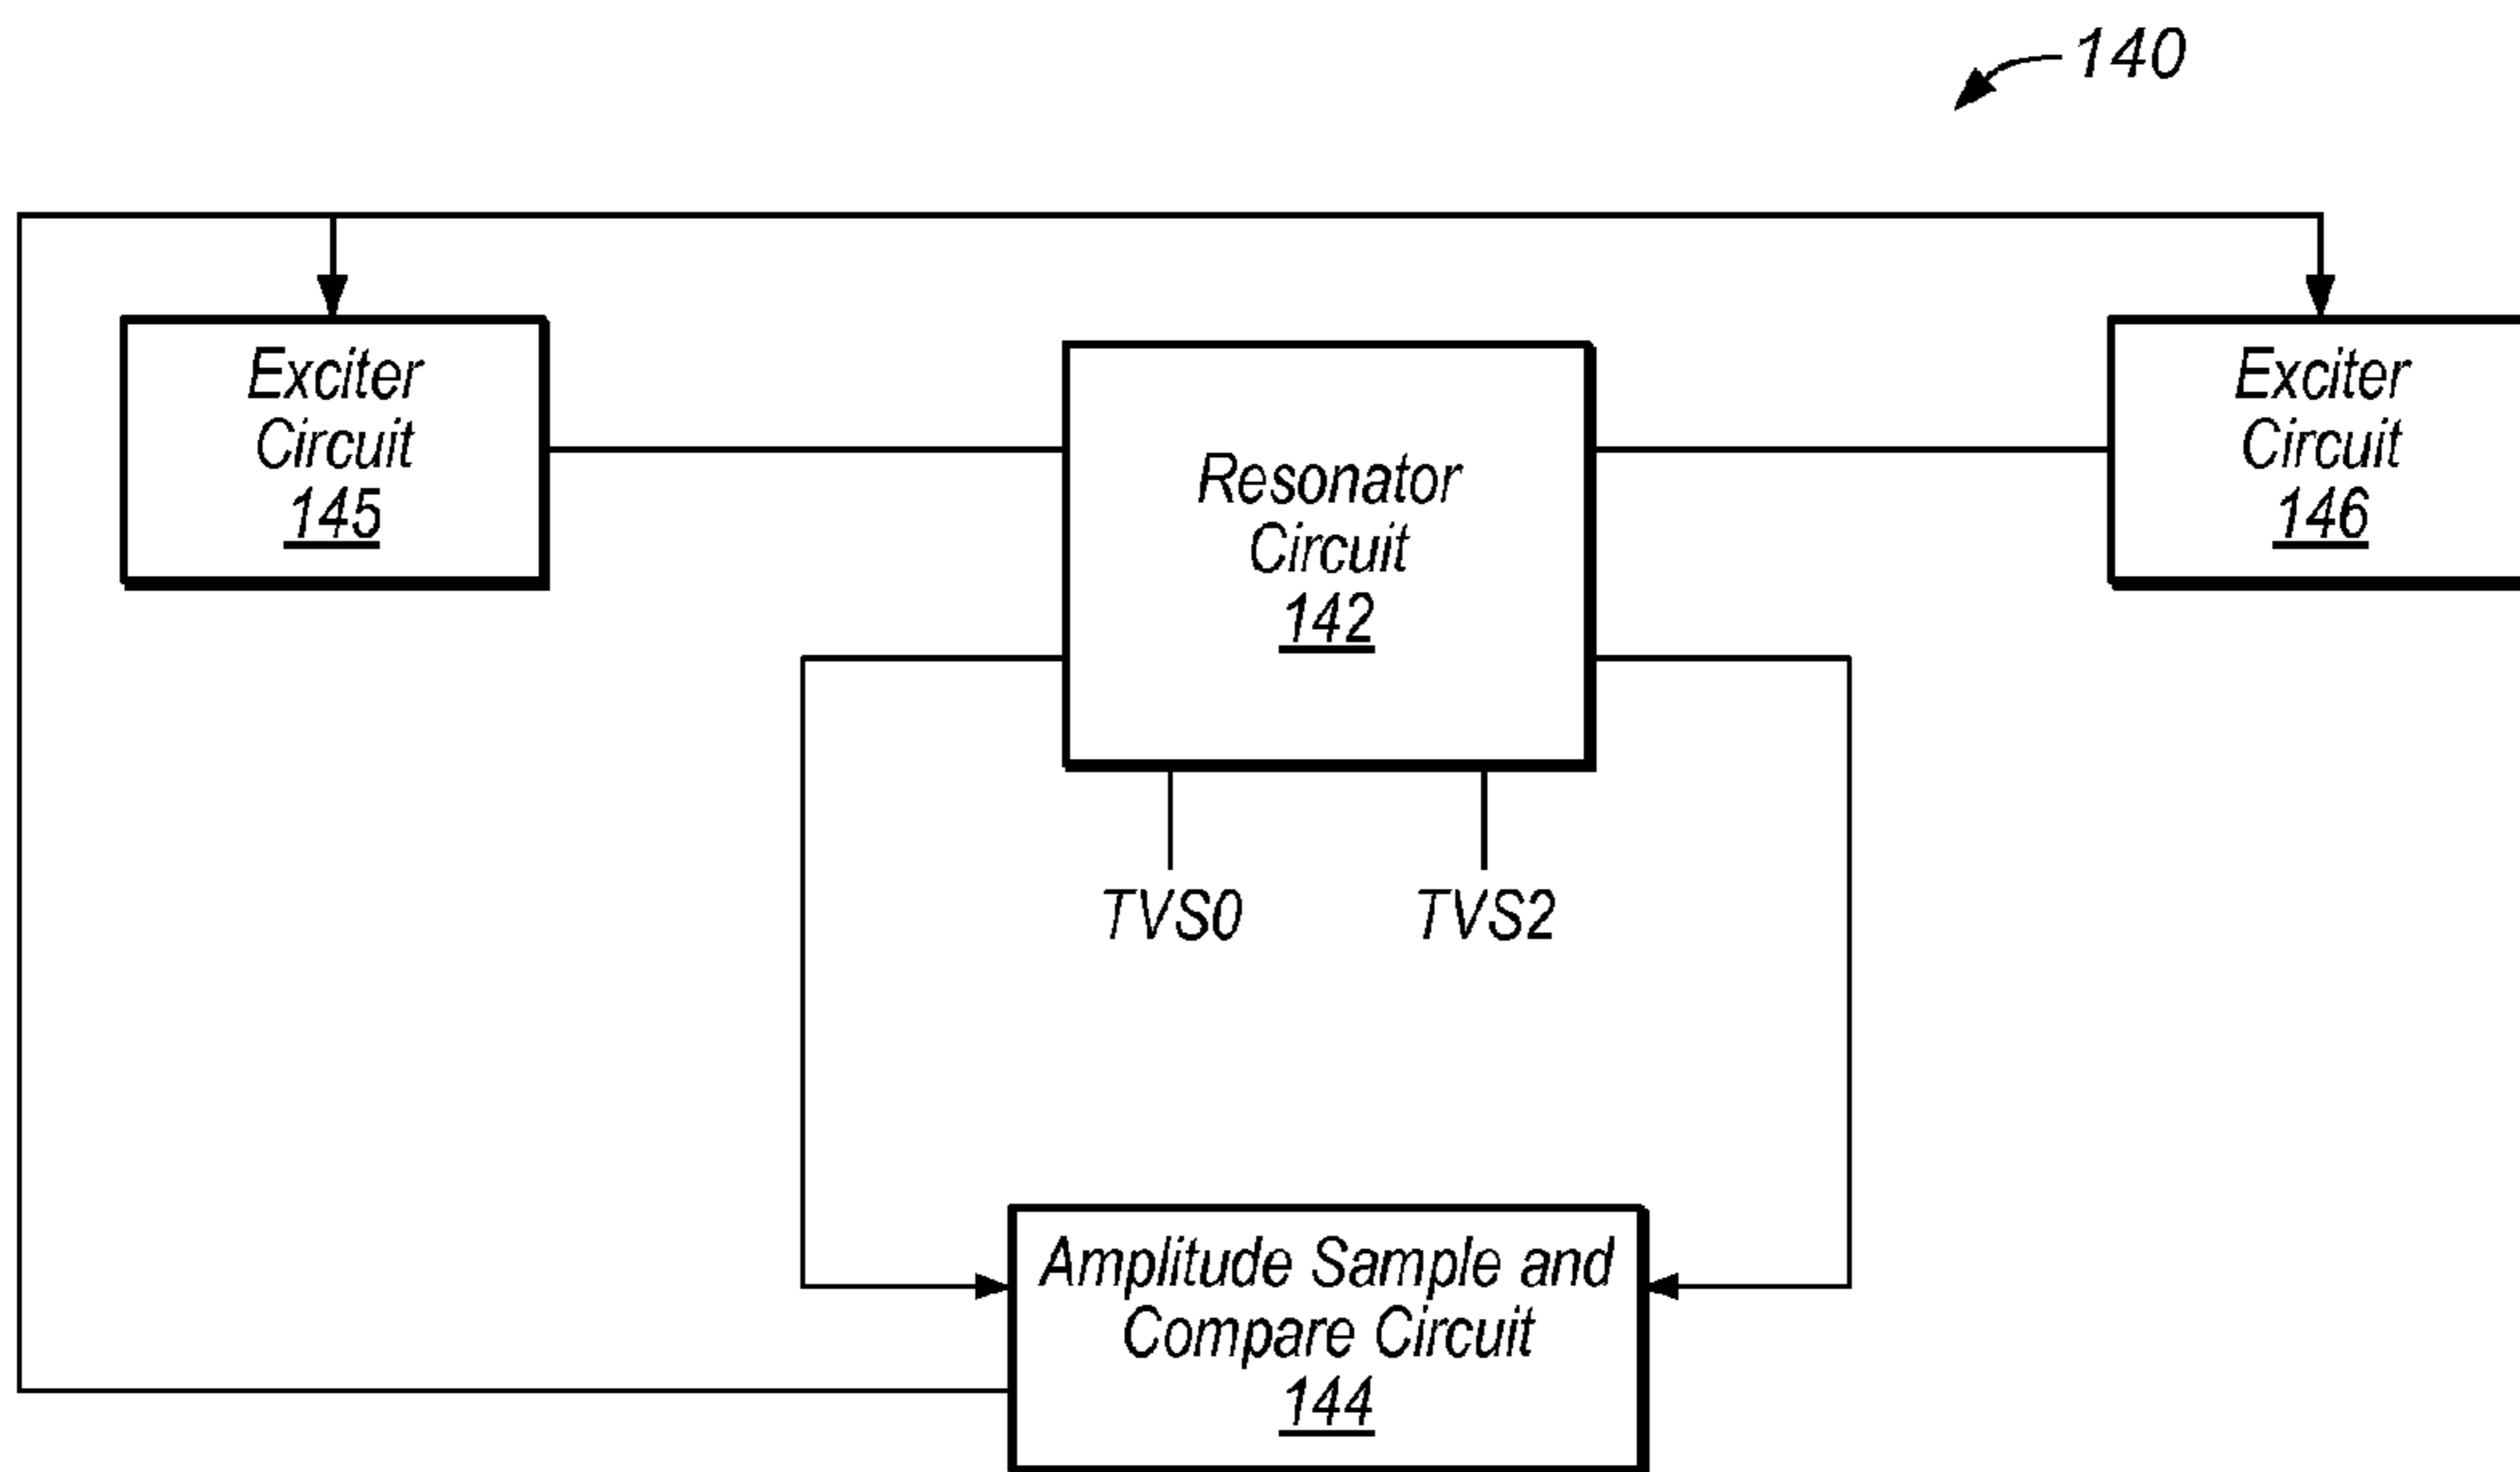 140
Exciter
Circuit
145
Resonator
Circuit
142
Exciter
Circuit
146
TVS0
TVS2
Amplitude Sample and
Compare Circuit
144